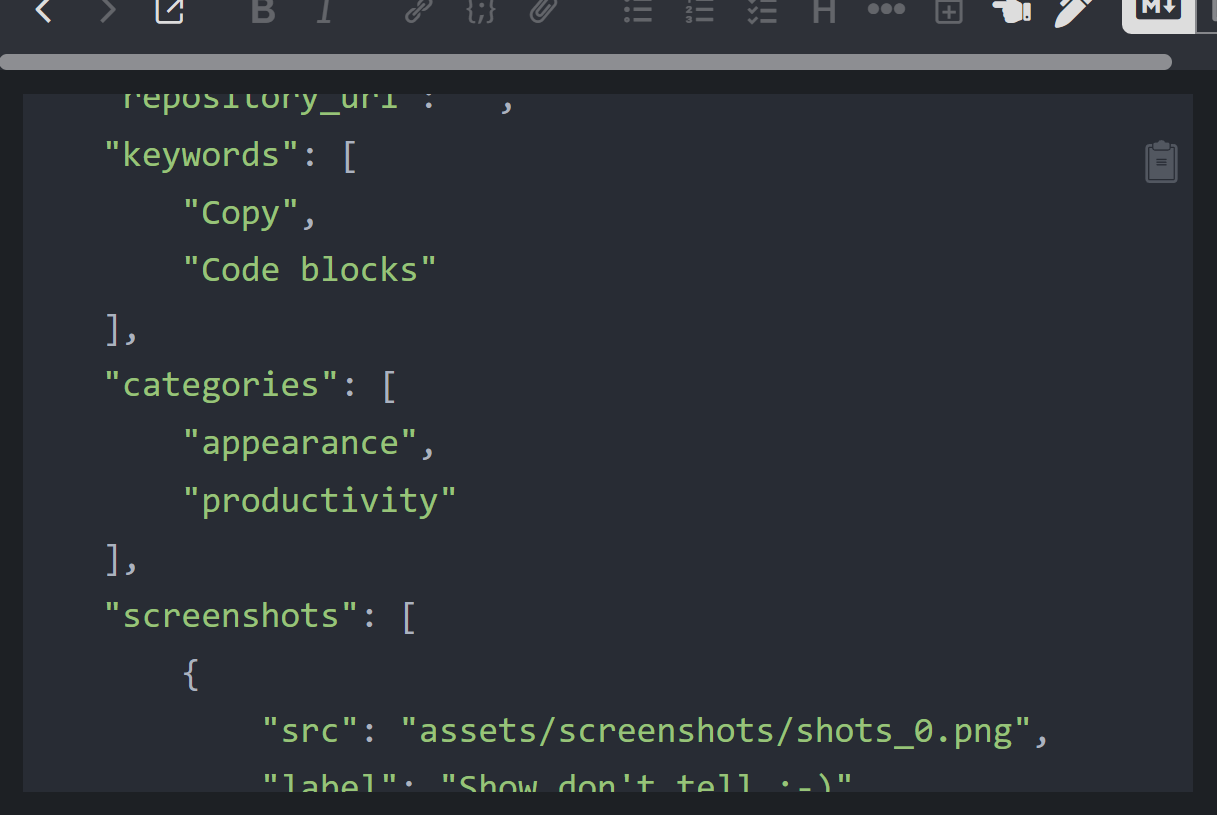 B I {;} H M↓
"repository_url": "",
"keywords": [
"Copy",
"Code blocks"
],
"categories": [
"appearance",
"productivity"
],
"screenshots": [
{
"src": "assets/screenshots/shots_0.png",
"label": "Show don't tell :-)"